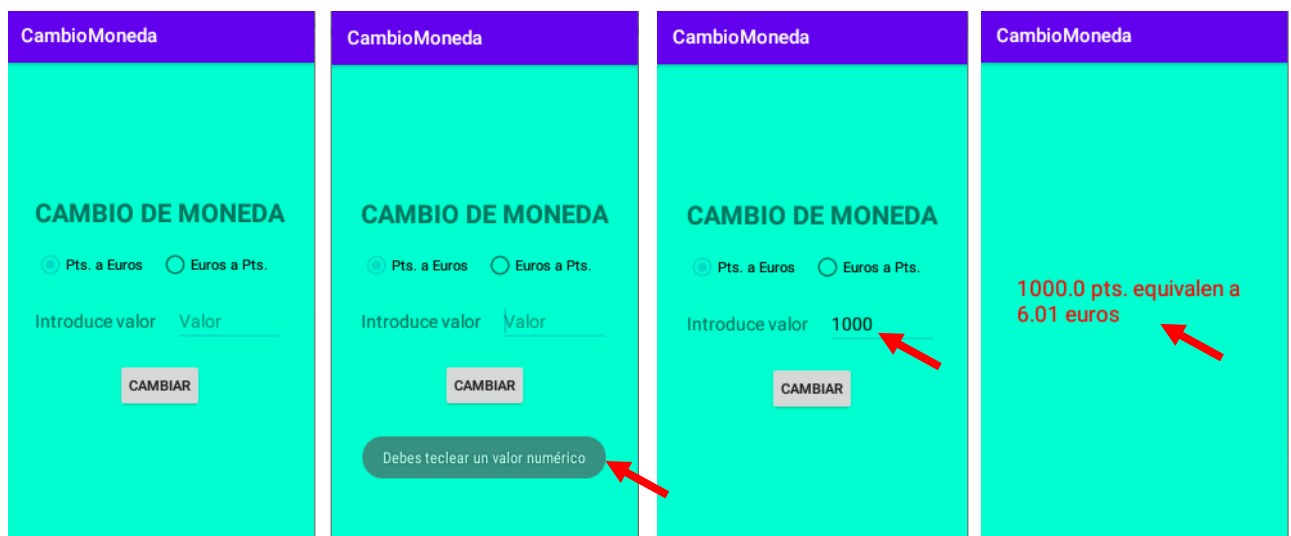 CambioMoneda
CAMBIO DE MONEDA
Pts. a Euros
Euros a Pts.
Introduce valor
Valor
CAMBIAR
CambioMoneda
CAMBIO DE MONEDA
Pts. a Euros
Euros a Pts.
Introduce valor
Valor
CAMBIAR
Debes teclear un valor numérico
CambioMoneda
CAMBIO DE MONEDA
Pts. a Euros
Euros a Pts.
Introduce valor
1000
CAMBIAR
CambioMoneda
1000.0 pts. equivalen a
6.01 euros